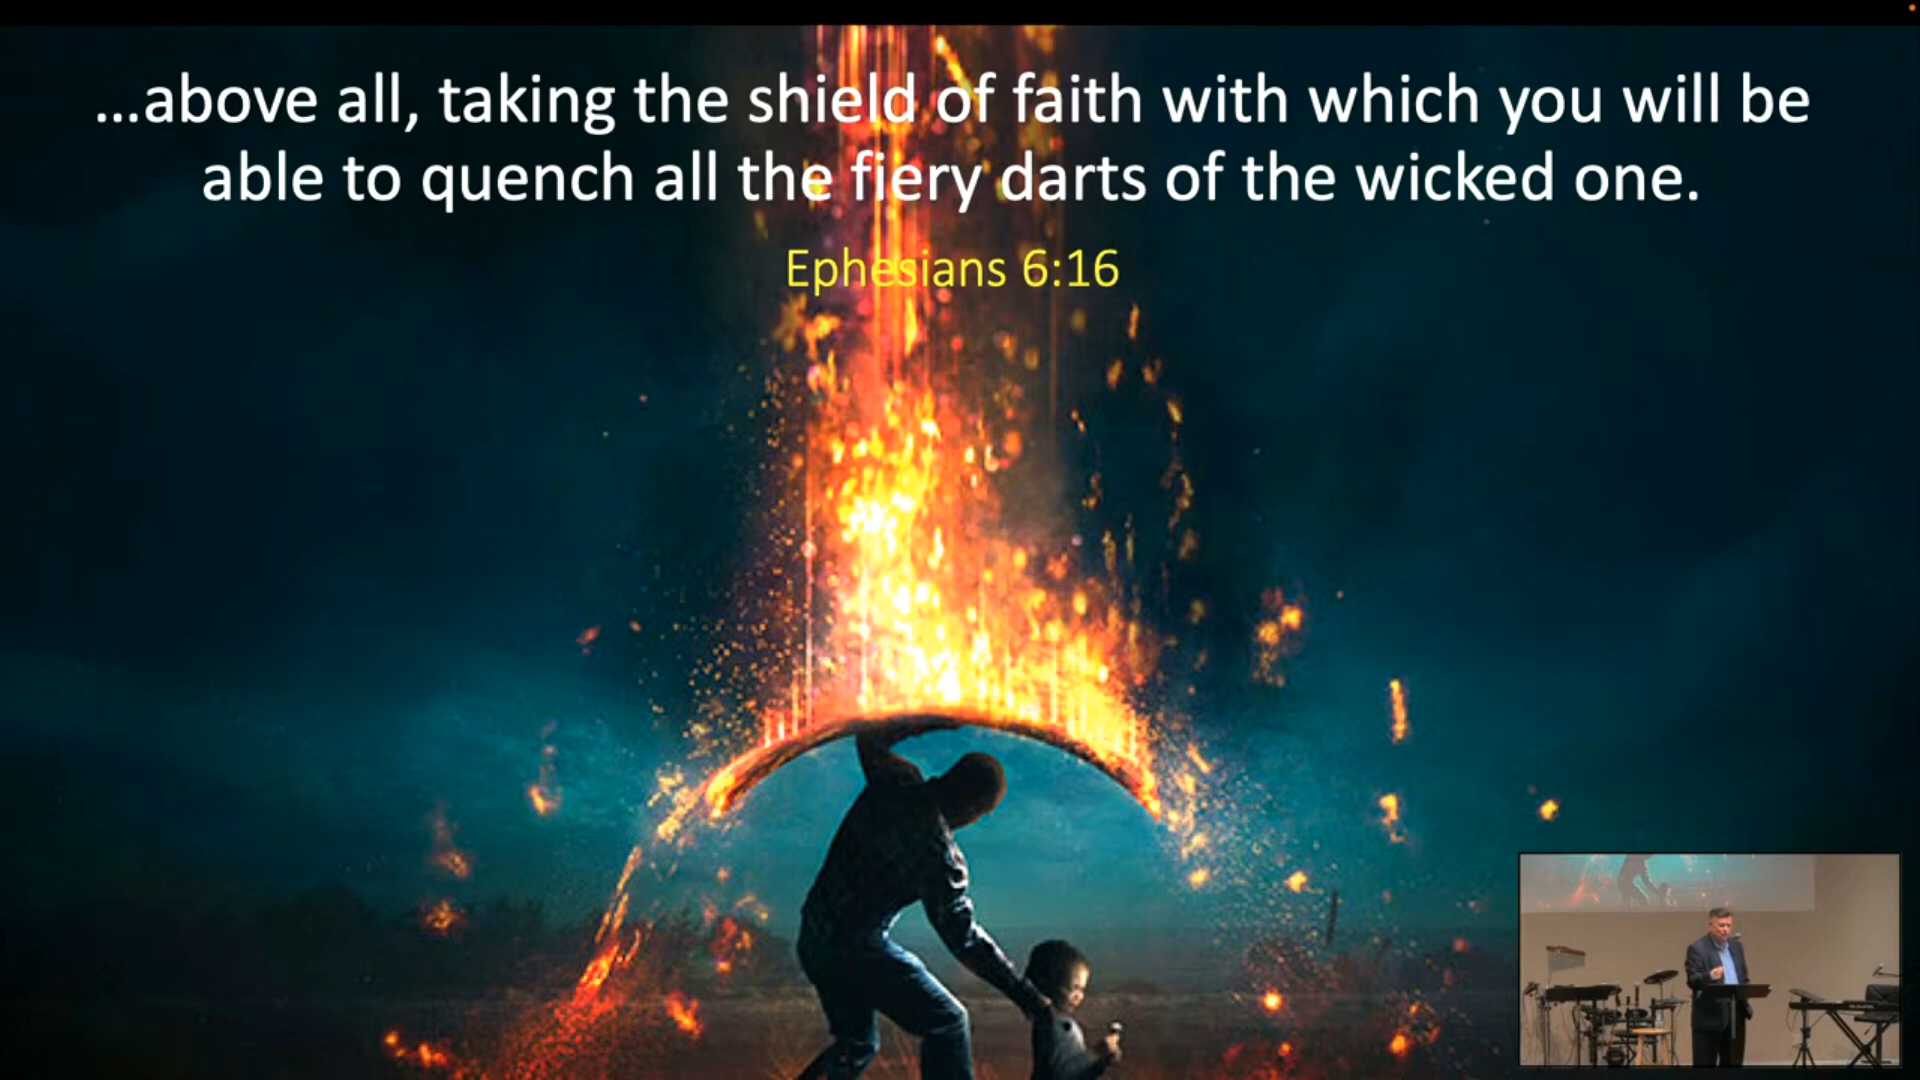 ...above all, taking the shield of faith with which you will be
able to quench all the fiery darts of the wicked one.
Ephesians 6:16